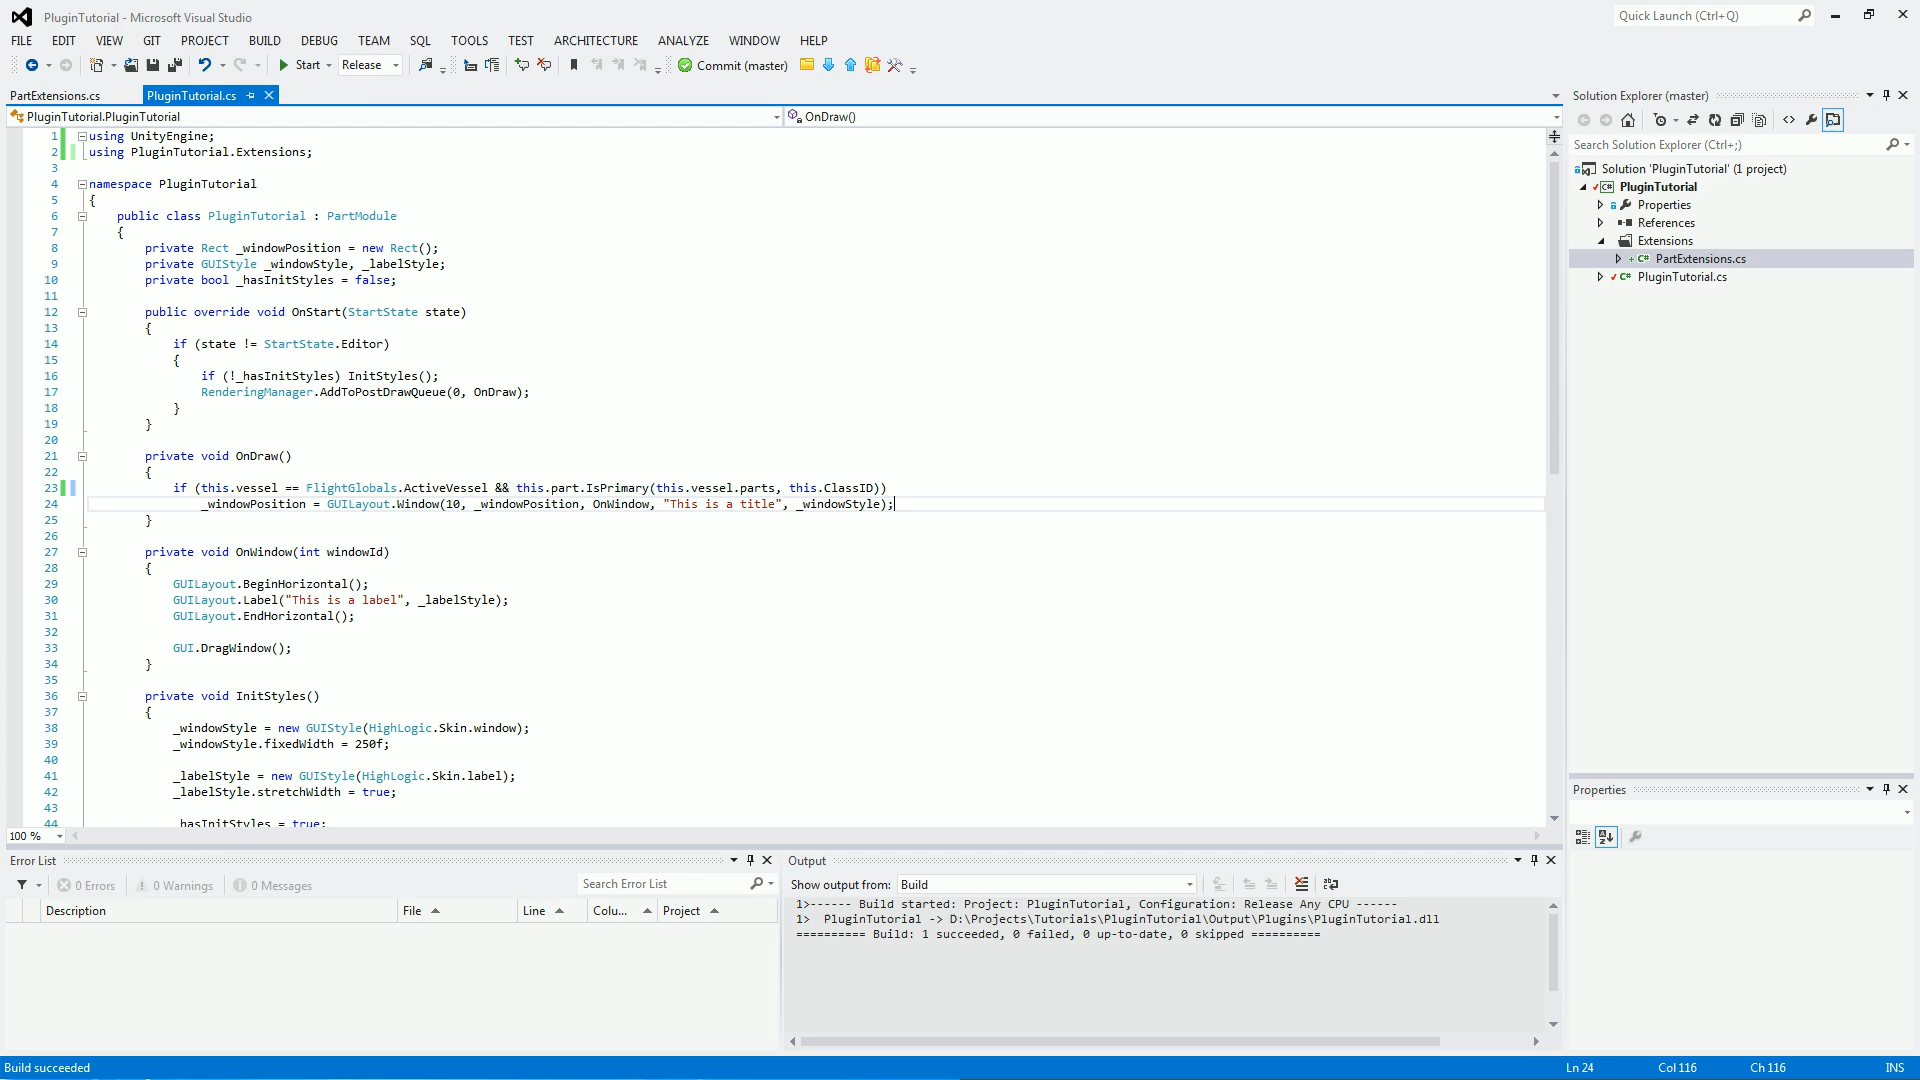 PluginTutorial - Microsoft Visual Studio
Quick Launch (Ctrl+Q)
FILE EDIT VIEW GIT PROJECT BUILD DEBUG TEAM SQL TOOLS TEST ARCHITECTURE ANALYZE WINDOW HELP
Start Release Commit (master)
PartExtensions.cs PluginTutorial.cs
PluginTutorial.PluginTutorial OnDraw()
1 using UnityEngine;
2 using PluginTutorial.Extensions;
3
4 namespace PluginTutorial
5 {
6 public class PluginTutorial : PartModule
7 {
8 private Rect _windowPosition = new Rect();
9 private GUIStyle _windowStyle, _labelStyle;
10 private bool _hasInitStyles = false;
11
12 public override void OnStart(StartState state)
13 {
14 if (state != StartState.Editor)
15 {
16 if (!_hasInitStyles) InitStyles();
17 RenderingManager.AddToPostDrawQueue(0, OnDraw);
18 }
19 }
20
21 private void OnDraw()
22 {
23 if (this.vessel == FlightGlobals.ActiveVessel && this.part.IsPrimary(this.vessel.parts, this.ClassID))
24 _windowPosition = GUILayout.Window(10, _windowPosition, OnWindow, "This is a title", _windowStyle);
25 }
26
27 private void OnWindow(int windowId)
28 {
29 GUILayout.BeginHorizontal();
30 GUILayout.Label("This is a label", _labelStyle);
31 GUILayout.EndHorizontal();
32
33 GUI.DragWindow();
34 }
35
36 private void InitStyles()
37 {
38 _windowStyle = new GUIStyle(HighLogic.Skin.window);
39 _windowStyle.fixedWidth = 250f;
40
41 _labelStyle = new GUIStyle(HighLogic.Skin.label);
42 _labelStyle.stretchWidth = true;
43
44 _hasInitStyles = true;
100 %
Solution Explorer (master)
Search Solution Explorer (Ctrl+;)
Solution 'PluginTutorial' (1 project)
PluginTutorial
Properties
References
Extensions
PartExtensions.cs
PluginTutorial.cs
Properties
Error List
0 Errors 0 Warnings 0 Messages Search Error List
Description File Line Colu... Project
Output
Show output from: Build
1>------ Build started: Project: PluginTutorial, Configuration: Release Any CPU ------
1> PluginTutorial -> D:\Projects\Tutorials\PluginTutorial\Output\Plugins\PluginTutorial.dll
========== Build: 1 succeeded, 0 failed, 0 up-to-date, 0 skipped ==========
Build succeeded Ln 24 Col 116 Ch 116 INS